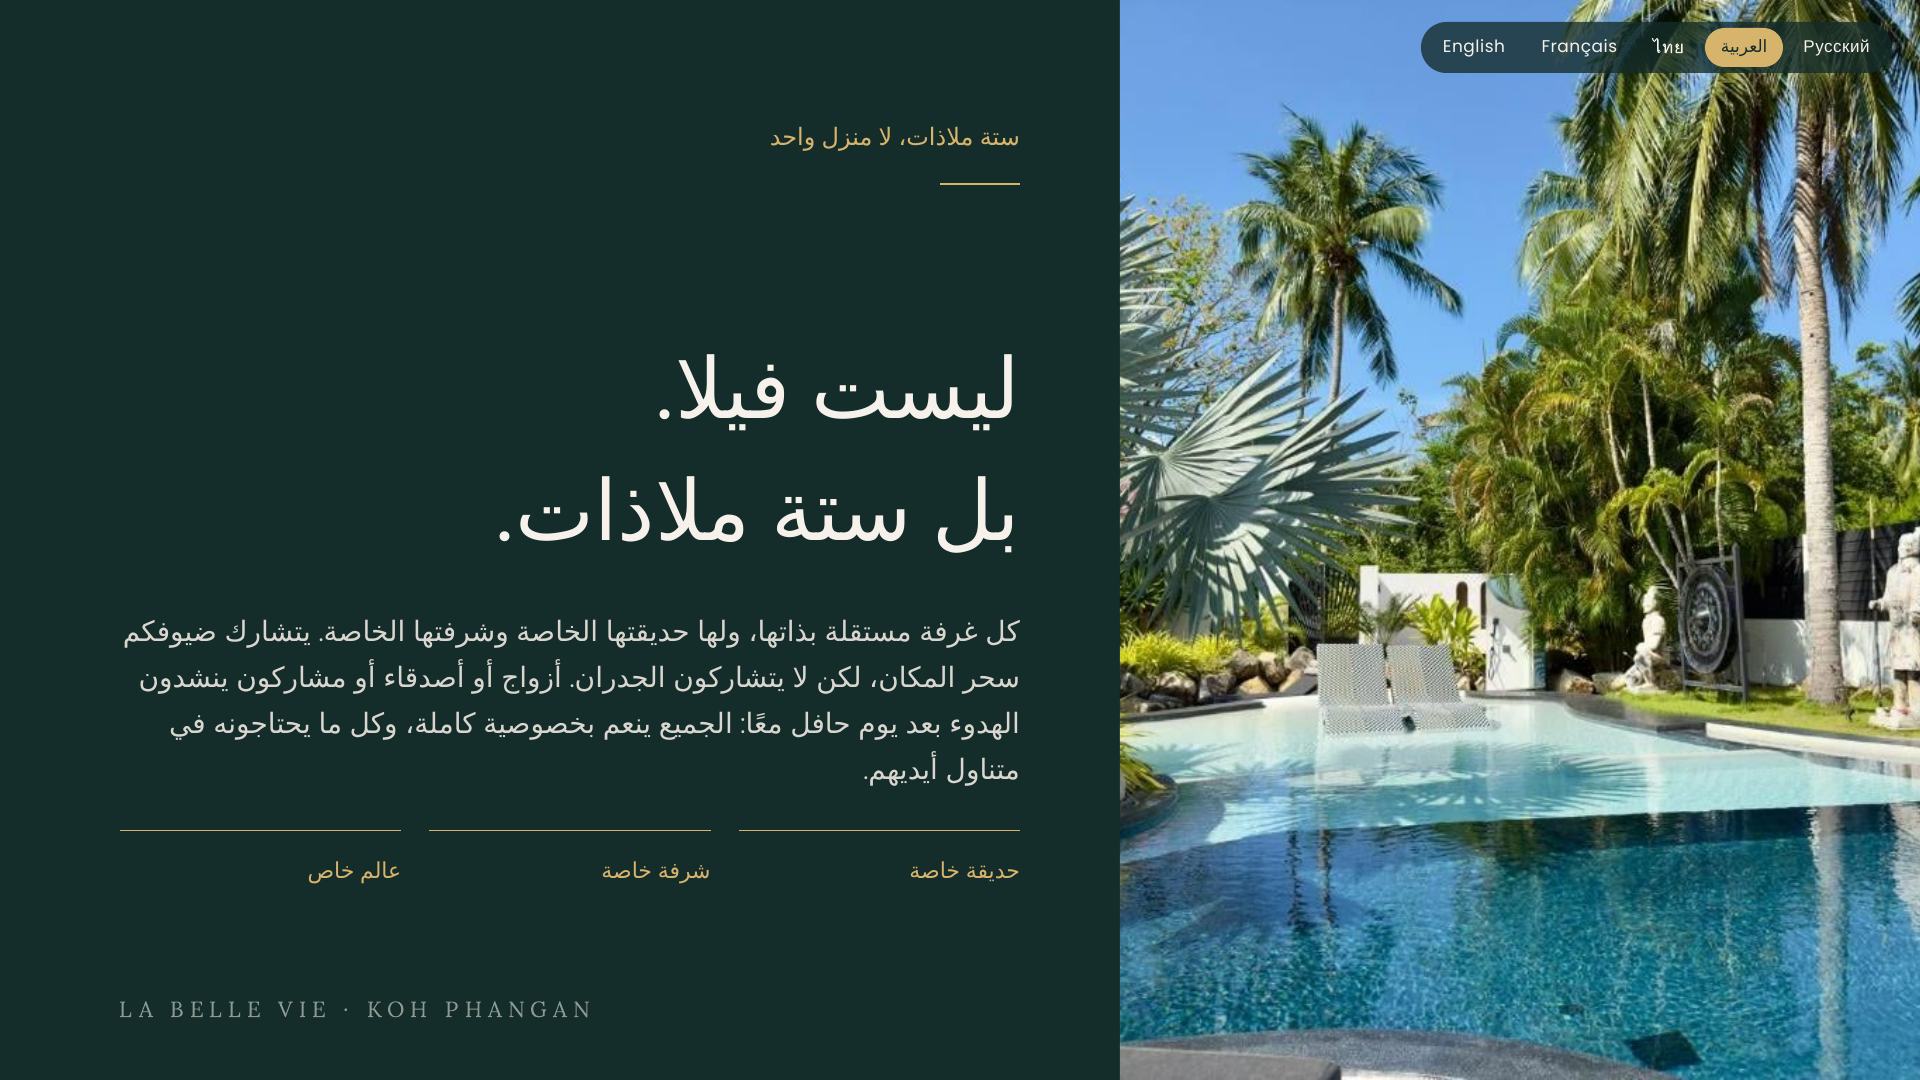 English
Français
ไทย
العربية
Русский
ستة ملاذات، لا منزل واحد
ليست فيلا.
بل ستة ملاذات.
كل غرفة مستقلة بذاتها، ولها حديقتها الخاصة وشرفتها الخاصة. يتشارك ضيوفكم
سحر المكان، لكن لا يتشاركون الجدران. أزواج أو أصدقاء أو مشاركون ينشدون
الهدوء بعد يوم حافل معًا: الجميع ينعم بخصوصية كاملة، وكل ما يحتاجونه في
متناول أيديهم.
حديقة خاصة
شرفة خاصة
عالم خاص
LA BELLE VIE · KOH PHANGAN